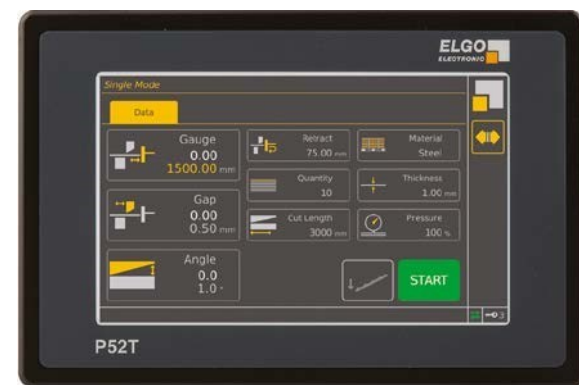 ELGO
ELECTRONIC
Single Mode
Data
Gauge
0.00
1500.00 mm
Retract
75.00 mm
Material
Steel
Quantity
10
Thickness
1.00 mm
Gap
0.00
0.50 mm
Cut Length
3000 mm
Pressure
100 %
Angle
0.0
1.0 °
START
3
P52T